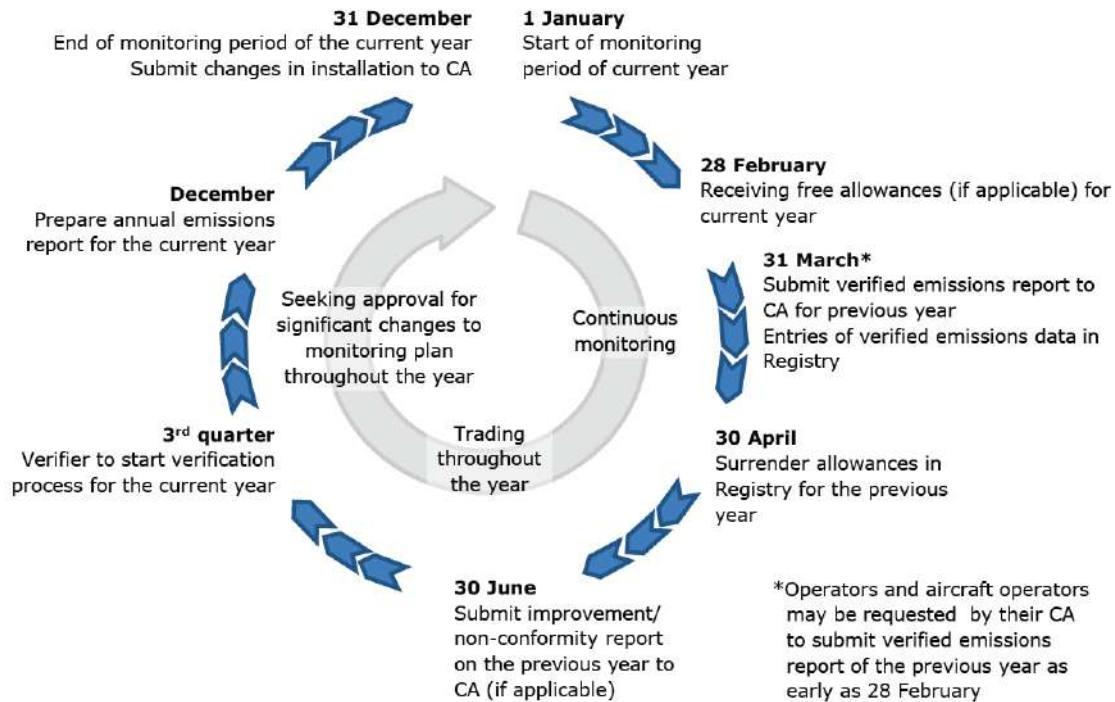 31 December
End of monitoring period of the current year
Submit changes in installation to CA
1 January
Start of monitoring
period of current year
28 February
Receiving free allowances (if applicable) for
current year
31 March*
Submit verified emissions report to
CA for previous year
Entries of verified emissions data in
Registry
30 April
Surrender allowances in
Registry for the previous
year
30 June
Submit improvement/
non-conformity report
on the previous year to
CA (if applicable)
3rd quarter
Verifier to start verification
process for the current year
December
Prepare annual emissions
report for the current year
Seeking approval for
significant changes to
monitoring plan
throughout the year
Continuous
monitoring
Trading
throughout
the year
*Operators and aircraft operators
may be requested by their CA
to submit verified emissions
report of the previous year as
early as 28 February